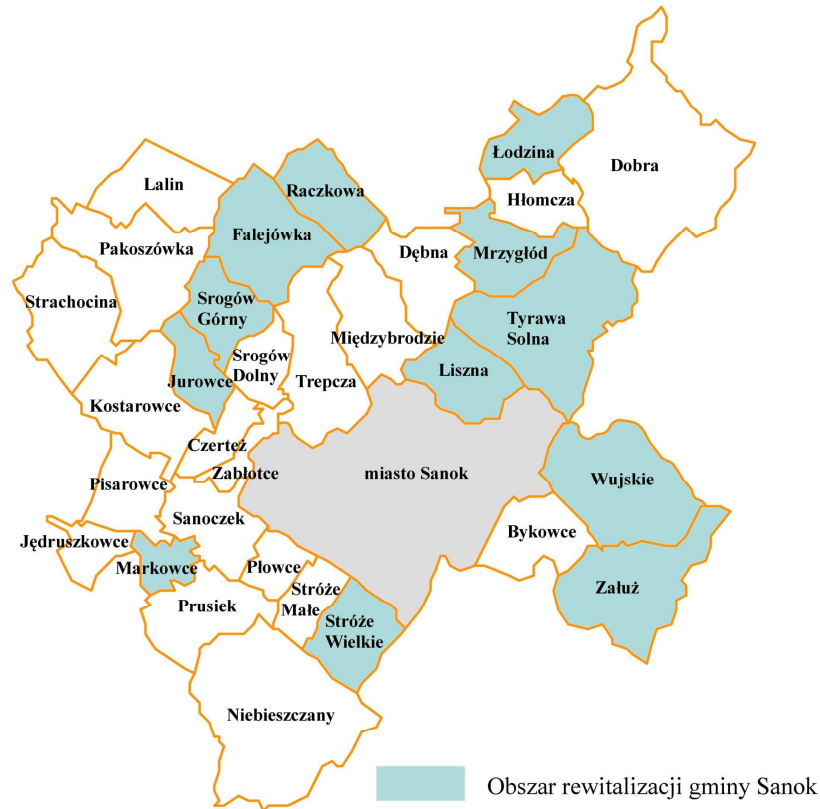 Łodzina
Dobra
Lalin
Raczkowa
Hłomcza
Falejówka
Pakoszówka
Dębna
Mrzygłód
Strachocina
Srogów
Górny
Tyrawa
Solna
Międzybrodzie
Srogów
Dolny
Liszna
Jurowce
Trepcza
Kostarowce
Czerteż
Zabłotce
miasto Sanok
Wujskie
Pisarowce
Sanoczek
Bykowce
Jędruszkowce
Markowce
Płowce
Stróże
Małe
Załuż
Prusiek
Stróże
Wielkie
Niebieszczany
Obszar rewitalizacji gminy Sanok